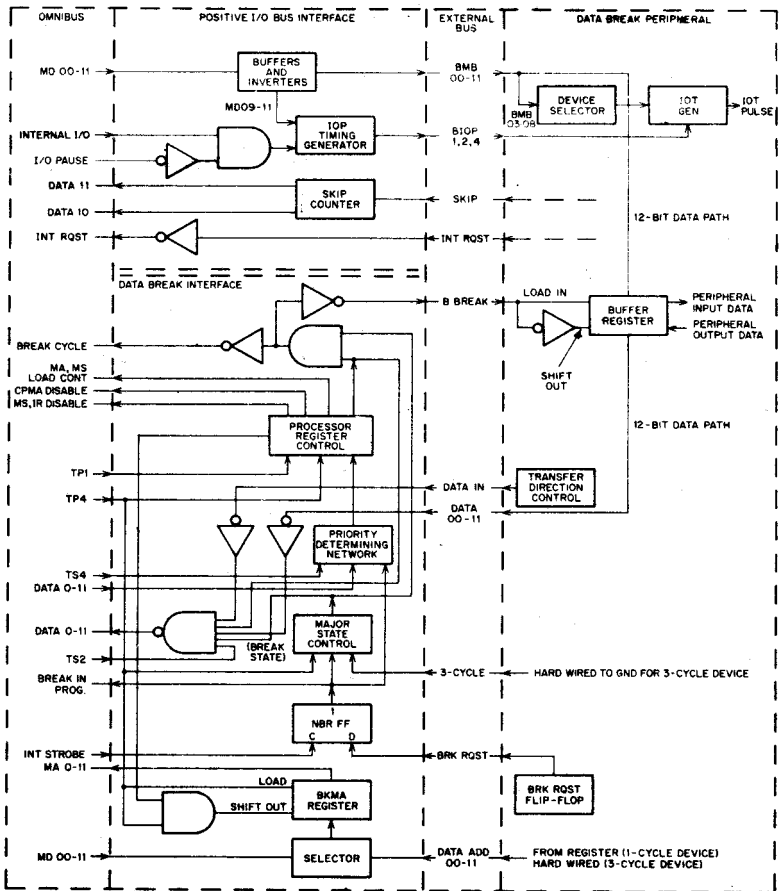 OMNIBUS
POSITIVE I/O BUS INTERFACE
EXTERNAL
BUS
DATA BREAK PERIPHERAL
MD 00-11
BUFFERS
AND
INVERTERS
BMB
00-11
MD09-11
BMB
03-08
DEVICE
SELECTOR
IOT
GEN
IOT
PULSE
INTERNAL I/O
IOP
TIMING
GENERATOR
BIOP
1,2,4
I/O PAUSE
DATA 11
SKIP
COUNTER
SKIP
DATA 10
12-BIT DATA PATH
INT RQST
INT RQST
DATA BREAK INTERFACE
B BREAK
LOAD IN
BUFFER
REGISTER
PERIPHERAL
INPUT DATA
PERIPHERAL
OUTPUT DATA
SHIFT
OUT
BREAK CYCLE
MA, MS
LOAD CONT
CPMA DISABLE
MS, IR DISABLE
PROCESSOR
REGISTER
CONTROL
12-BIT DATA PATH
TP1
TP4
DATA IN
TRANSFER
DIRECTION
CONTROL
DATA
00-11
PRIORITY
DETERMINING
NETWORK
TS4
DATA 0-11
DATA 0-11
(BREAK
STATE)
MAJOR
STATE
CONTROL
TS2
BREAK IN
PROG.
3-CYCLE
HARD WIRED TO GND FOR 3-CYCLE DEVICE
1
NBR FF
C D
INT STROBE
BRK RQST
MA 0-11
LOAD
SHIFT OUT
BKMA
REGISTER
BRK RQST
FLIP-FLOP
MD 00-11
SELECTOR
DATA ADD
00-11
FROM REGISTER (1-CYCLE DEVICE)
HARD WIRED (3-CYCLE DEVICE)